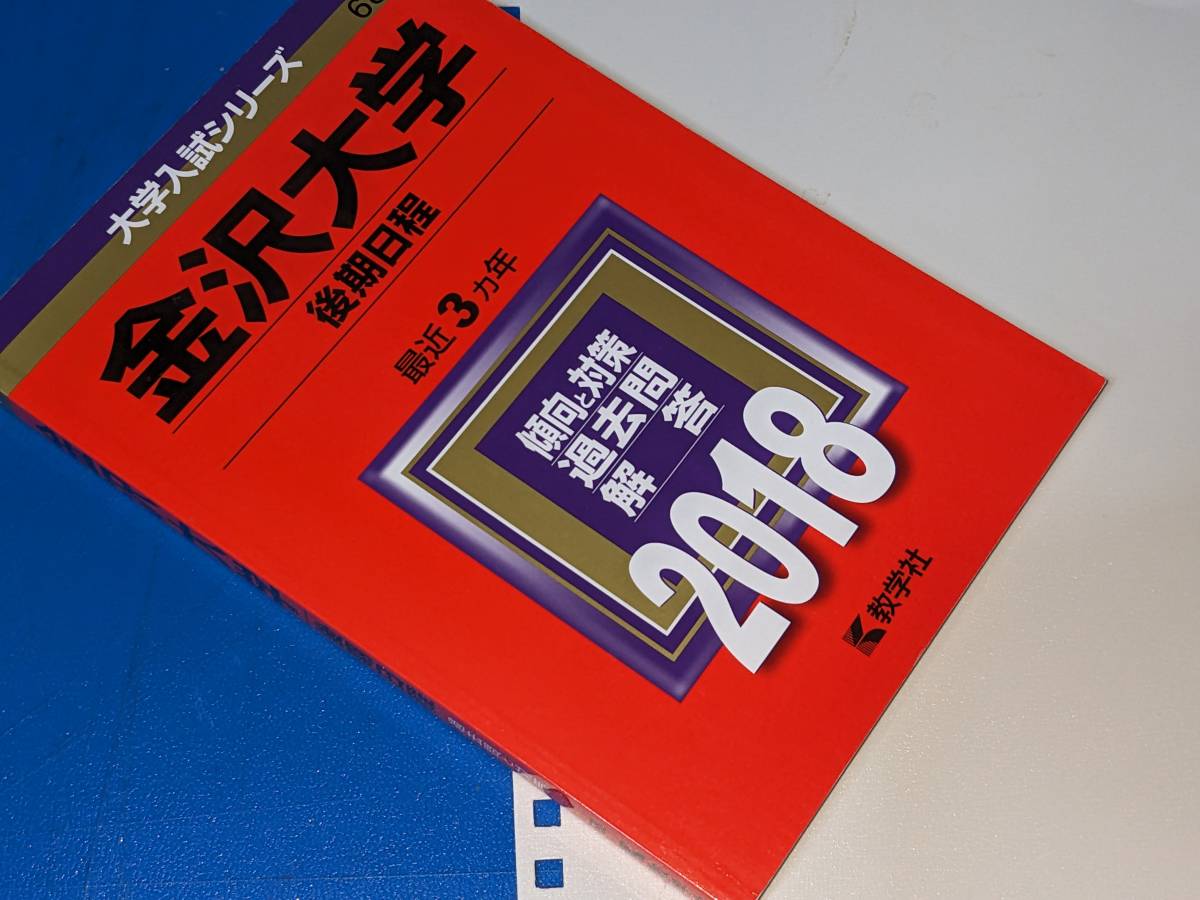 大学入試シリーズ
金沢大学
後期日程
最近3カ年
傾向と対策
過去問
解答
2018
教学社